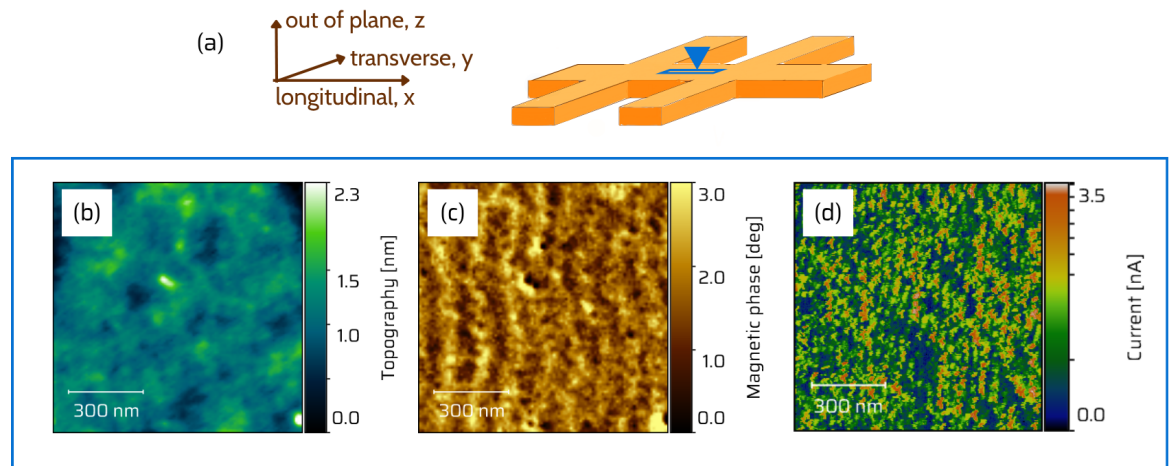 (a)
out of plane, z
transverse, y
longitudinal, x
(b)
300 nm
2.3
1.5
1.0
0.0
Topography [nm]
(c)
300 nm
3.0
2.0
1.0
0.0
Magnetic phase [deg]
(d)
300 nm
3.5
0.0
Current [nA]